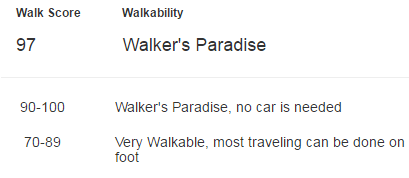 Walk Score Walkability
97 Walker's Paradise
90-100 Walker's Paradise, no car is needed
70-89 Very Walkable, most traveling can be done on
foot